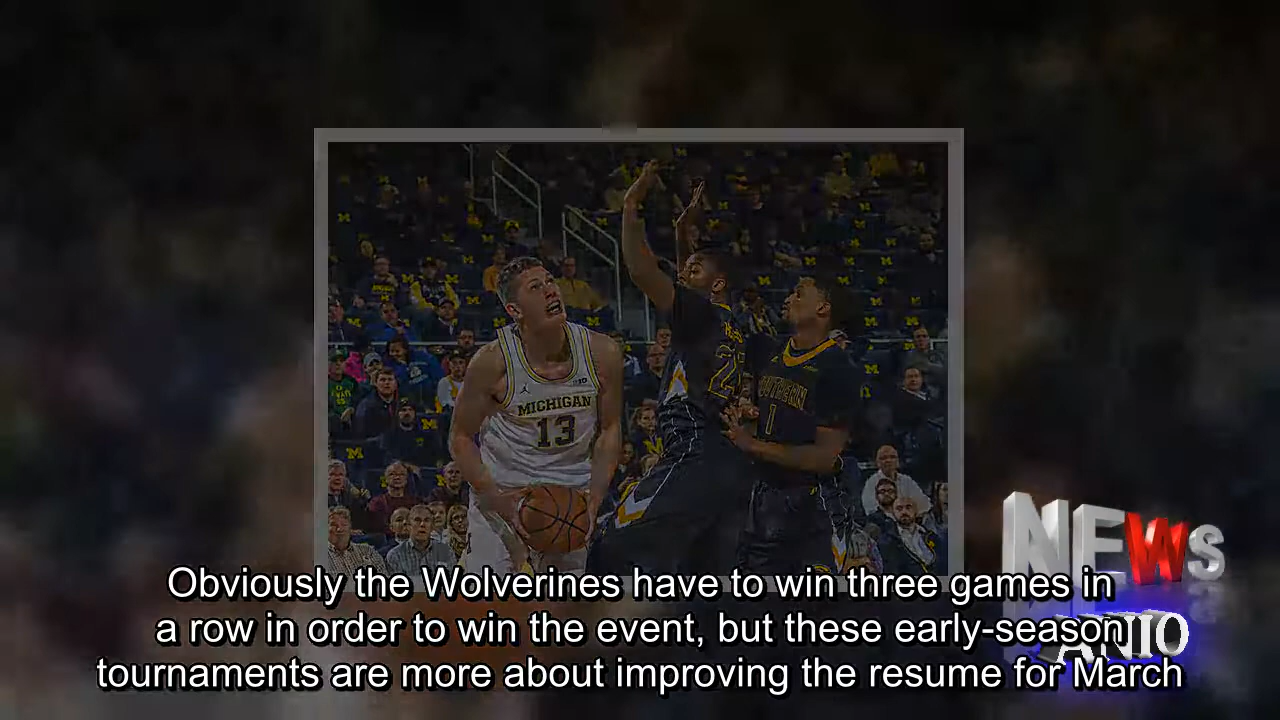 MICHIGAN
13
1
Obviously the Wolverines have to win three games in
a row in order to win the event, but these early-season
tournaments are more about improving the resume for March
NEWS